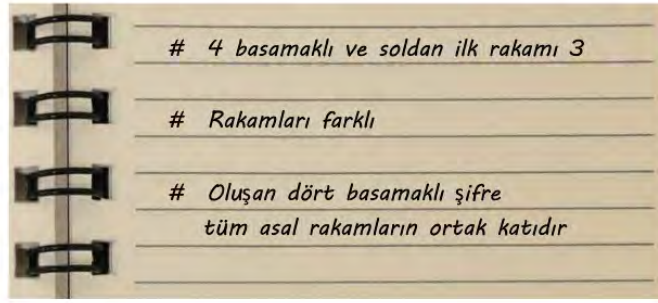 # 4 basamaklı ve soldan ilk rakamı 3
# Rakamları farklı
# Oluşan dört basamaklı şifre
tüm asal rakamların ortak katıdır